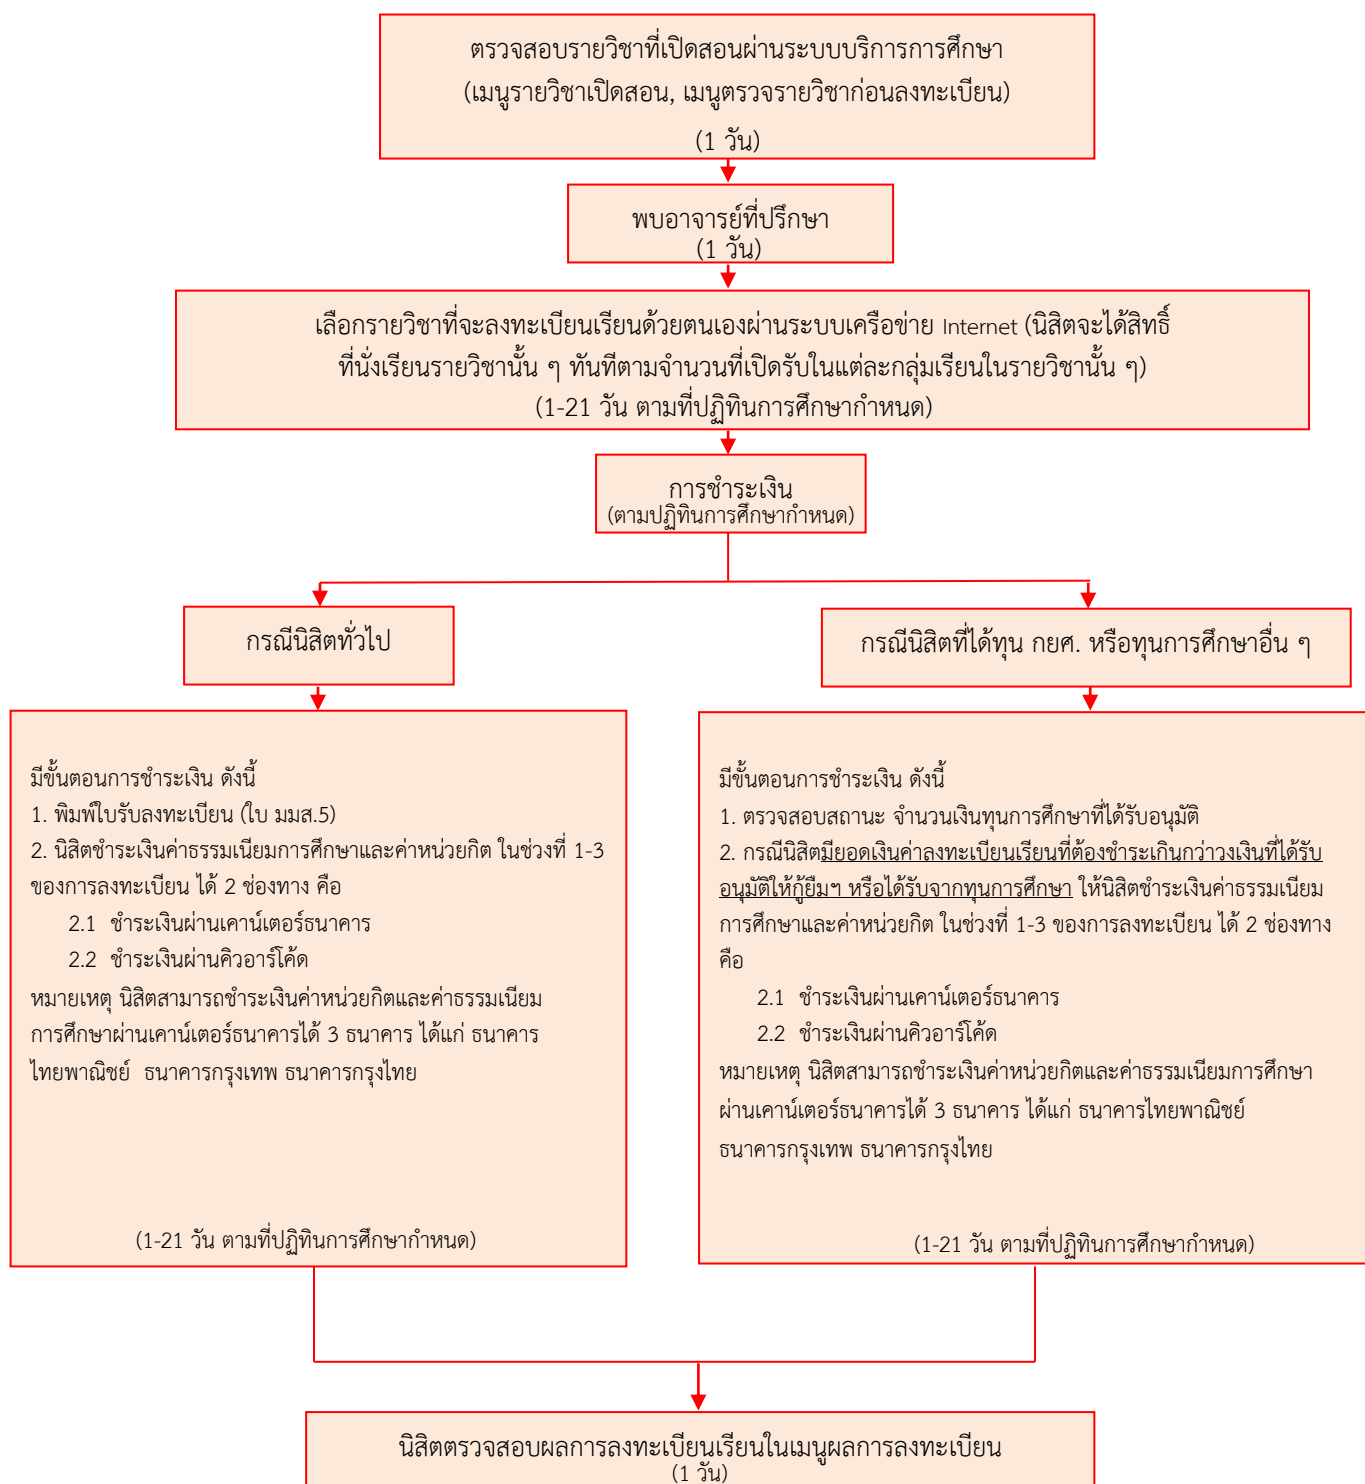 ตรวจสอบรายวิชาที่เปิดสอนผ่านระบบบริการการศึกษา
(เมนูรายวิชาเปิดสอน, เมนูตรวจรายวิชาก่อนลงทะเบียน)
(1 วัน)
พบอาจารย์ที่ปรึกษา
(1 วัน)
เลือกรายวิชาที่จะลงทะเบียนเรียนด้วยตนเองผ่านระบบเครือข่าย Internet (นิสิตจะได้สิทธิ์
ที่นั่งเรียนรายวิชานั้น ๆ ทันทีตามจำนวนที่เปิดรับในแต่ละกลุ่มเรียนในรายวิชานั้น ๆ)
(1-21 วัน ตามที่ปฏิทินการศึกษากำหนด)
การชำระเงิน
(ตามปฏิทินการศึกษากำหนด)
กรณีนิสิตทั่วไป
มีขั้นตอนการชำระเงิน ดังนี้
1. พิมพ์ใบรับลงทะเบียน (ใบ มมส.5)
2. นิสิตชำระเงินค่าธรรมเนียมการศึกษาและค่าหน่วยกิต ในช่วงที่ 1-3
ของการลงทะเบียน ได้ 2 ช่องทาง คือ
2.1 ชำระเงินผ่านเคาน์เตอร์ธนาคาร
2.2 ชำระเงินผ่านคิวอาร์โค้ด
หมายเหตุ นิสิตสามารถชำระเงินค่าหน่วยกิตและค่าธรรมเนียม
การศึกษาผ่านเคาน์เตอร์ธนาคารได้ 3 ธนาคาร ได้แก่ ธนาคาร
ไทยพาณิชย์ ธนาคารกรุงเทพ ธนาคารกรุงไทย
(1-21 วัน ตามที่ปฏิทินการศึกษากำหนด)
กรณีนิสิตที่ได้ทุน กยศ. หรือทุนการศึกษาอื่น ๆ
มีขั้นตอนการชำระเงิน ดังนี้
1. ตรวจสอบสถานะ จำนวนเงินทุนการศึกษาที่ได้รับอนุมัติ
2. กรณีนิสิตมียอดเงินค่าลงทะเบียนเรียนที่ต้องชำระเกินกว่าวงเงินที่ได้รับ
อนุมัติให้กู้ยืมฯ หรือได้รับจากทุนการศึกษา ให้นิสิตชำระเงินค่าธรรมเนียม
การศึกษาและค่าหน่วยกิต ในช่วงที่ 1-3 ของการลงทะเบียน ได้ 2 ช่องทาง
คือ
2.1 ชำระเงินผ่านเคาน์เตอร์ธนาคาร
2.2 ชำระเงินผ่านคิวอาร์โค้ด
หมายเหตุ นิสิตสามารถชำระเงินค่าหน่วยกิตและค่าธรรมเนียมการศึกษา
ผ่านเคาน์เตอร์ธนาคารได้ 3 ธนาคาร ได้แก่ ธนาคารไทยพาณิชย์
ธนาคารกรุงเทพ ธนาคารกรุงไทย
(1-21 วัน ตามที่ปฏิทินการศึกษากำหนด)
นิสิตตรวจสอบผลการลงทะเบียนเรียนในเมนูผลการลงทะเบียน
(1 วัน)